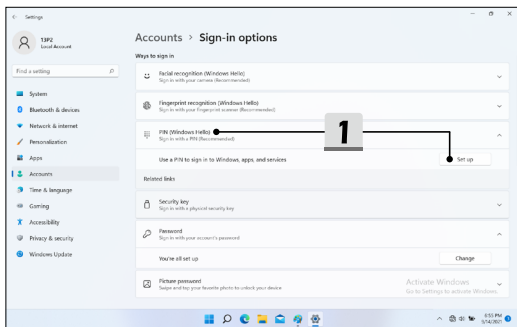 Settings
13P2
Local Account
Find a setting
System
Bluetooth & devices
Network & internet
Personalization
Apps
Accounts
Time & language
Gaming
Accessibility
Privacy & security
Windows Update
Accounts > Sign-in options
Ways to sign in
Facial recognition (Windows Hello)
Sign in with your camera (Recommended)
Fingerprint recognition (Windows Hello)
Sign in with your fingerprint scanner (Recommended)
PIN (Windows Hello)
Sign in with a PIN (Recommended)
1
Use a PIN to sign in to Windows, apps, and services
Set up
Related links
Security key
Sign in with a physical security key
Password
Sign in with your account's password
You're all set up
Change
Picture password
Swipe and tap your favorite photo to unlock your device
Activate Windows
Go to Settings to activate Windows.
6:55 PM
9/14/2021